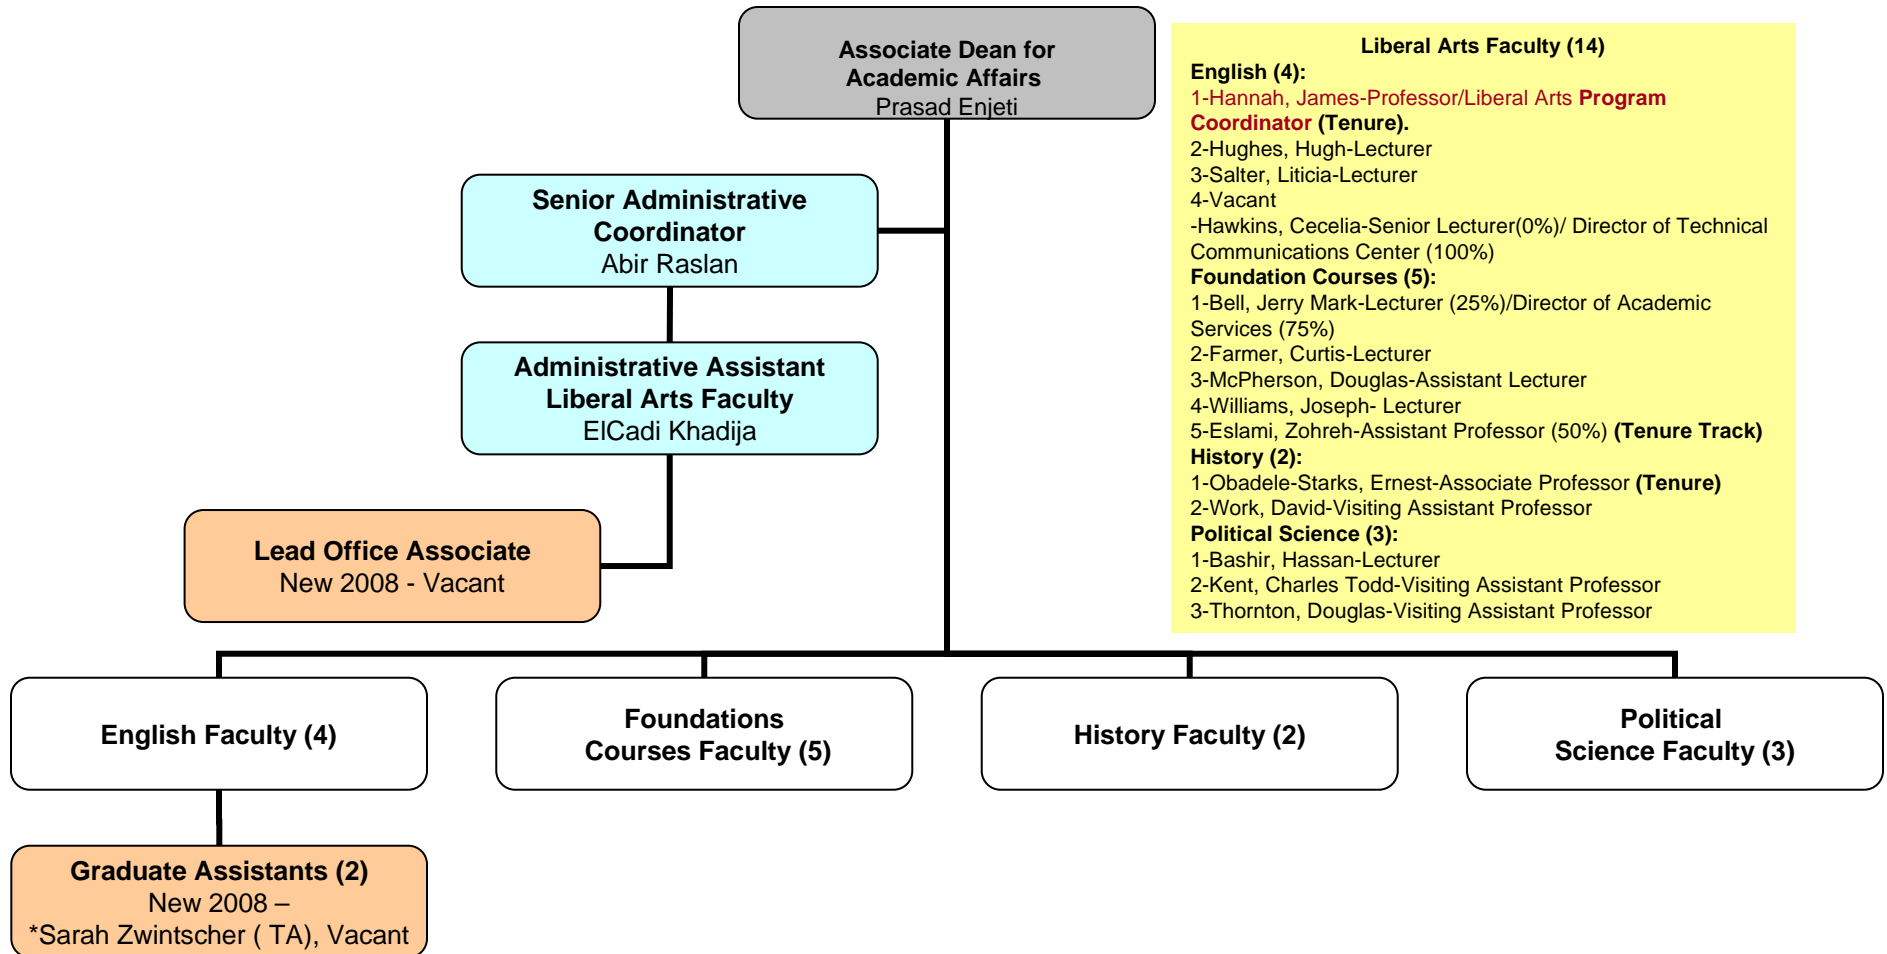 Associate Dean for
Academic Affairs
Prasad Enjeti
Senior Administrative
Coordinator
Abir Raslan
Administrative Assistant
Liberal Arts Faculty
ElCadi Khadija
Lead Office Associate
New 2008 - Vacant
Liberal Arts Faculty (14)
English (4):
1-Hannah, James-Professor/Liberal Arts Program
Coordinator (Tenure).
2-Hughes, Hugh-Lecturer
3-Salter, Liticia-Lecturer
4-Vacant
-Hawkins, Cecelia-Senior Lecturer(0%)/ Director of Technical
Communications Center (100%)
Foundation Courses (5):
1-Bell, Jerry Mark-Lecturer (25%)/Director of Academic
Services (75%)
2-Farmer, Curtis-Lecturer
3-McPherson, Douglas-Assistant Lecturer
4-Williams, Joseph- Lecturer
5-Eslami, Zohreh-Assistant Professor (50%) (Tenure Track)
History (2):
1-Obadele-Starks, Ernest-Associate Professor (Tenure)
2-Work, David-Visiting Assistant Professor
Political Science (3):
1-Bashir, Hassan-Lecturer
2-Kent, Charles Todd-Visiting Assistant Professor
3-Thornton, Douglas-Visiting Assistant Professor
English Faculty (4)
Foundations
Courses Faculty (5)
History Faculty (2)
Political
Science Faculty (3)
Graduate Assistants (2)
New 2008 –
*Sarah Zwintscher ( TA), Vacant